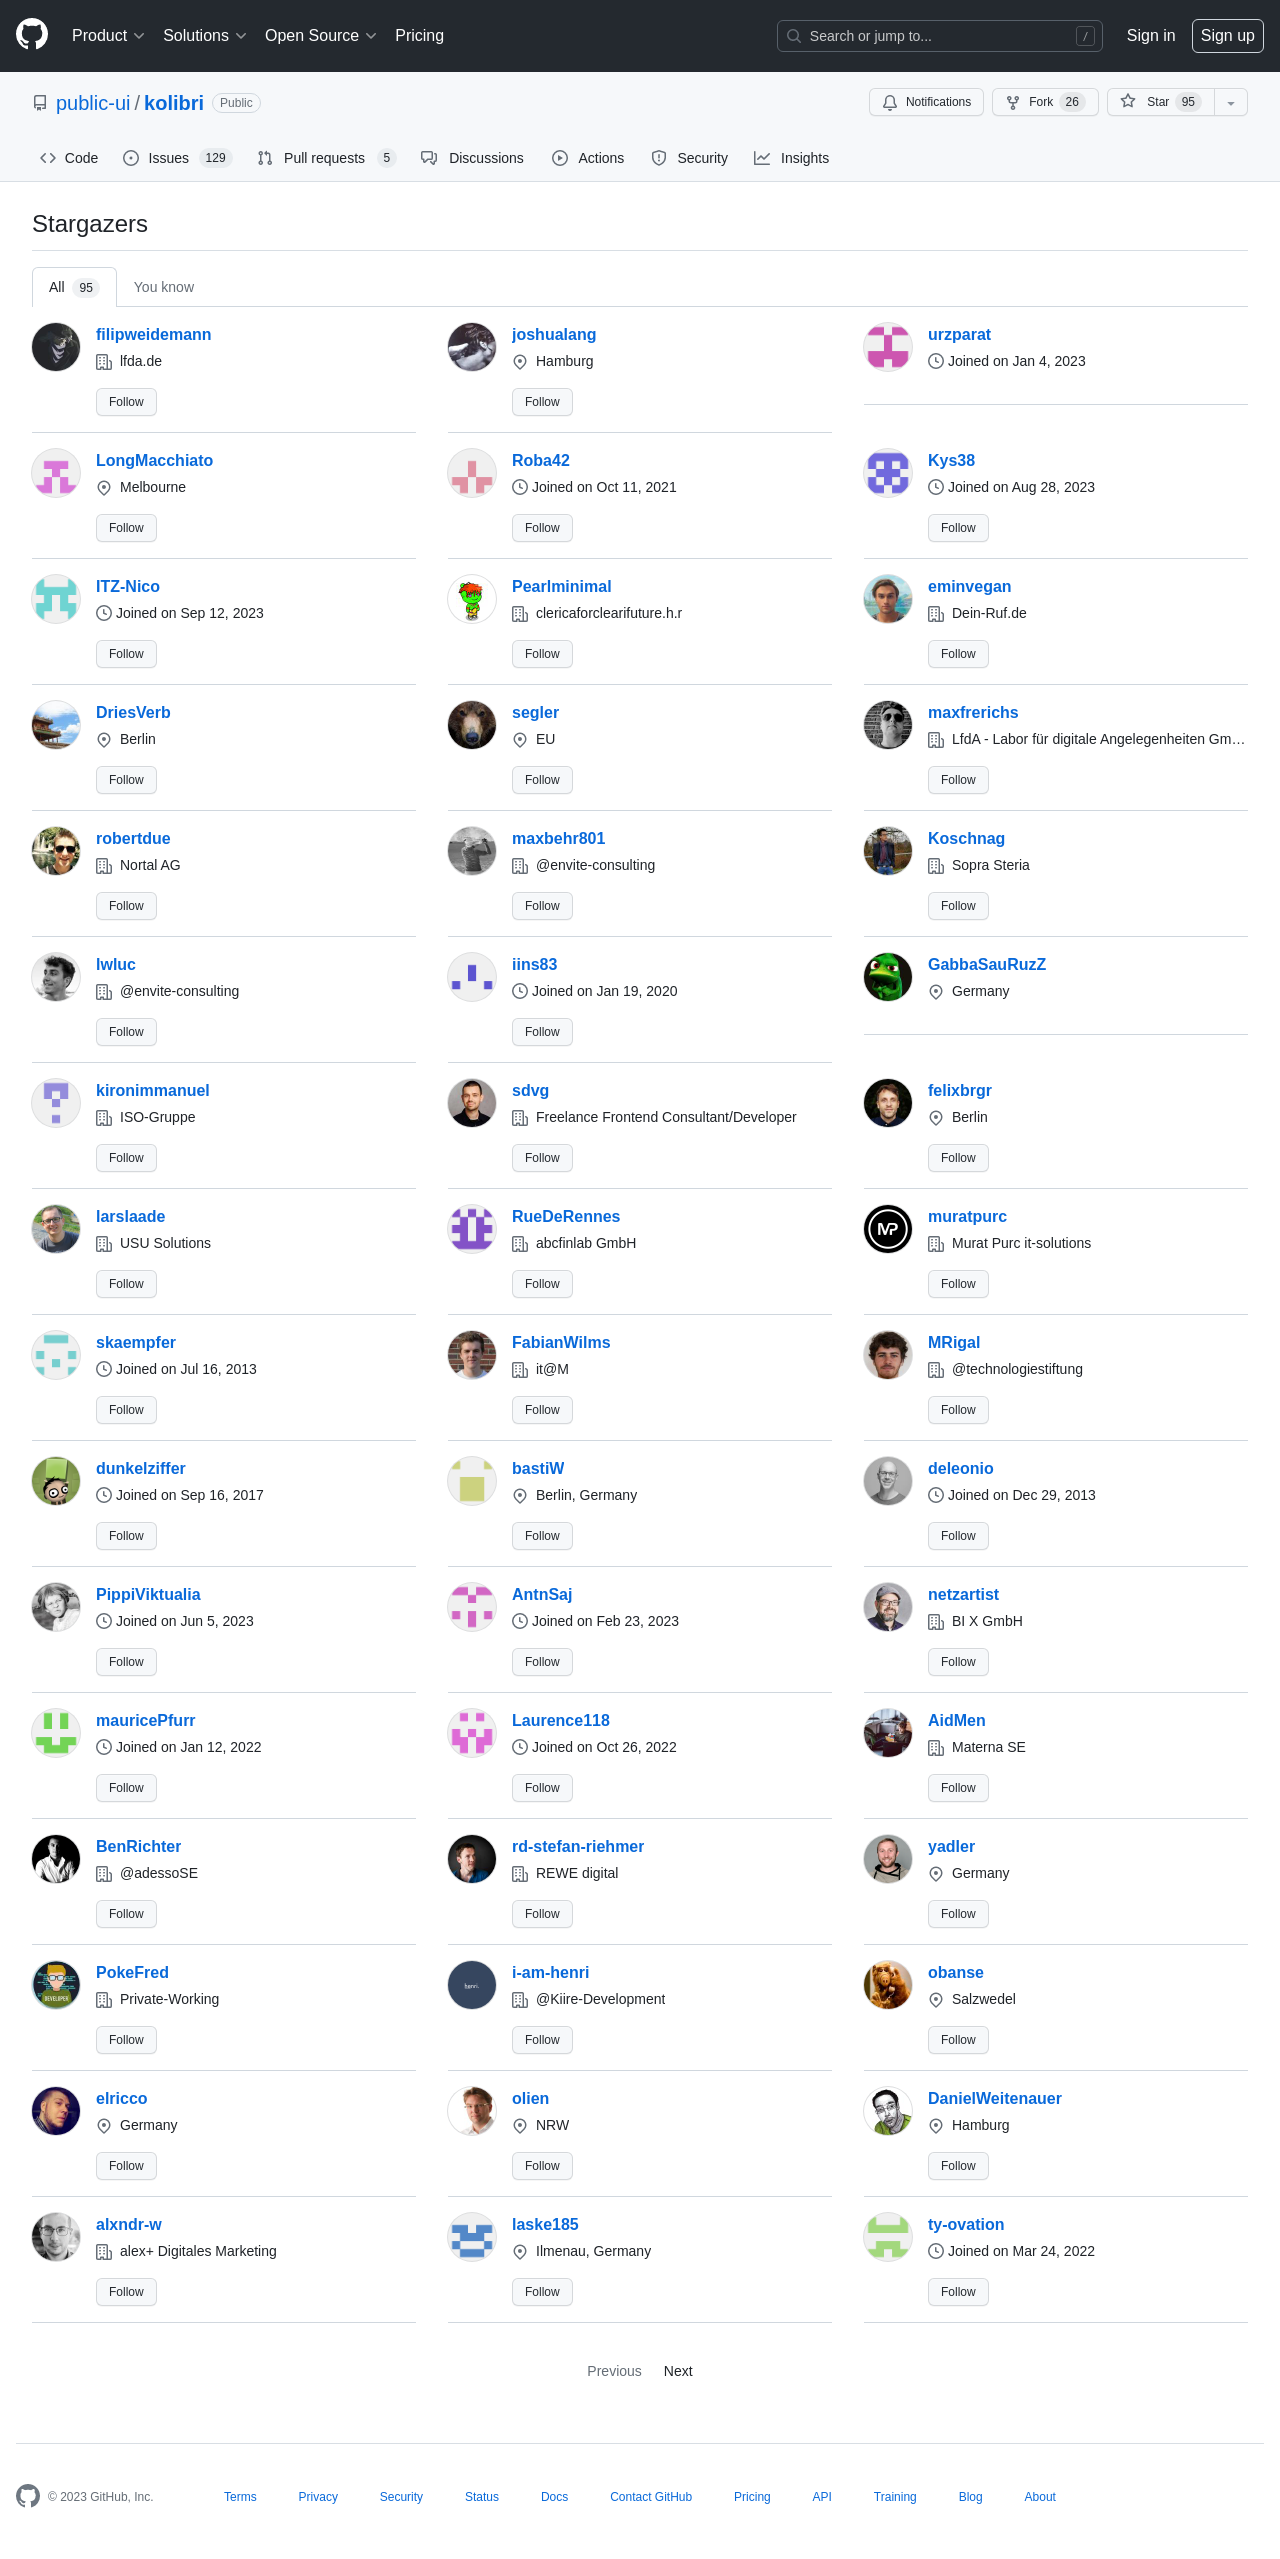 Product Solutions Open Source Pricing Search or jump to... / Sign in Sign up
public-ui / kolibri Public Notifications Fork 26 Star 95
Code Issues 129 Pull requests 5 Discussions Actions Security Insights
Stargazers
All 95 You know
filipweidemann
lfda.de
Follow
joshualang
Hamburg
Follow
urzparat
Joined on Jan 4, 2023
LongMacchiato
Melbourne
Follow
Roba42
Joined on Oct 11, 2021
Follow
Kys38
Joined on Aug 28, 2023
Follow
ITZ-Nico
Joined on Sep 12, 2023
Follow
Pearlminimal
clericaforclearifuture.h.r
Follow
eminvegan
Dein-Ruf.de
Follow
DriesVerb
Berlin
Follow
segler
EU
Follow
maxfrerichs
LfdA - Labor für digitale Angelegenheiten Gm…
Follow
robertdue
Nortal AG
Follow
maxbehr801
@envite-consulting
Follow
Koschnag
Sopra Steria
Follow
lwluc
@envite-consulting
Follow
iins83
Joined on Jan 19, 2020
Follow
GabbaSauRuzZ
Germany
kironimmanuel
ISO-Gruppe
Follow
sdvg
Freelance Frontend Consultant/Developer
Follow
felixbrgr
Berlin
Follow
larslaade
USU Solutions
Follow
RueDeRennes
abcfinlab GmbH
Follow
muratpurc
Murat Purc it-solutions
Follow
skaempfer
Joined on Jul 16, 2013
Follow
FabianWilms
it@M
Follow
MRigal
@technologiestiftung
Follow
dunkelziffer
Joined on Sep 16, 2017
Follow
bastiW
Berlin, Germany
Follow
deleonio
Joined on Dec 29, 2013
Follow
PippiViktualia
Joined on Jun 5, 2023
Follow
AntnSaj
Joined on Feb 23, 2023
Follow
netzartist
BI X GmbH
Follow
mauricePfurr
Joined on Jan 12, 2022
Follow
Laurence118
Joined on Oct 26, 2022
Follow
AidMen
Materna SE
Follow
BenRichter
@adessoSE
Follow
rd-stefan-riehmer
REWE digital
Follow
yadler
Germany
Follow
DEVELOPER
PokeFred
Private-Working
Follow
henri.
i-am-henri
@Kiire-Development
Follow
obanse
Salzwedel
Follow
elricco
Germany
Follow
olien
NRW
Follow
DanielWeitenauer
Hamburg
Follow
alxndr-w
alex+ Digitales Marketing
Follow
laske185
Ilmenau, Germany
Follow
ty-ovation
Joined on Mar 24, 2022
Follow
Previous Next
© 2023 GitHub, Inc. Terms Privacy Security Status Docs Contact GitHub Pricing API Training Blog About